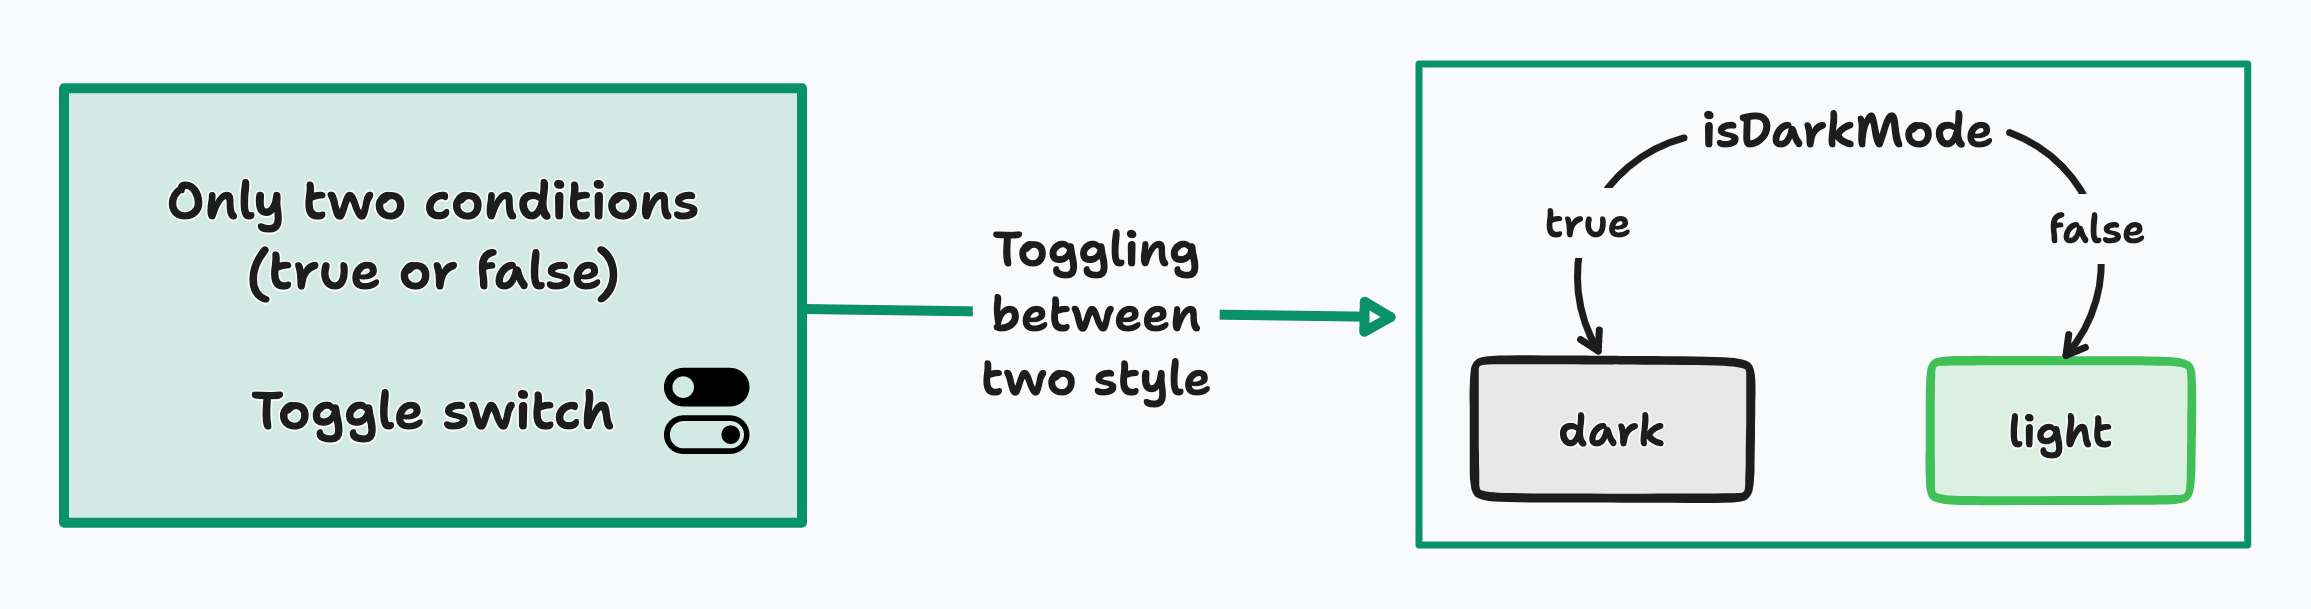 Only two conditions
(true or false)
Toggle switch
Toggling
between
two style
isDarkMode
true
false
dark
light